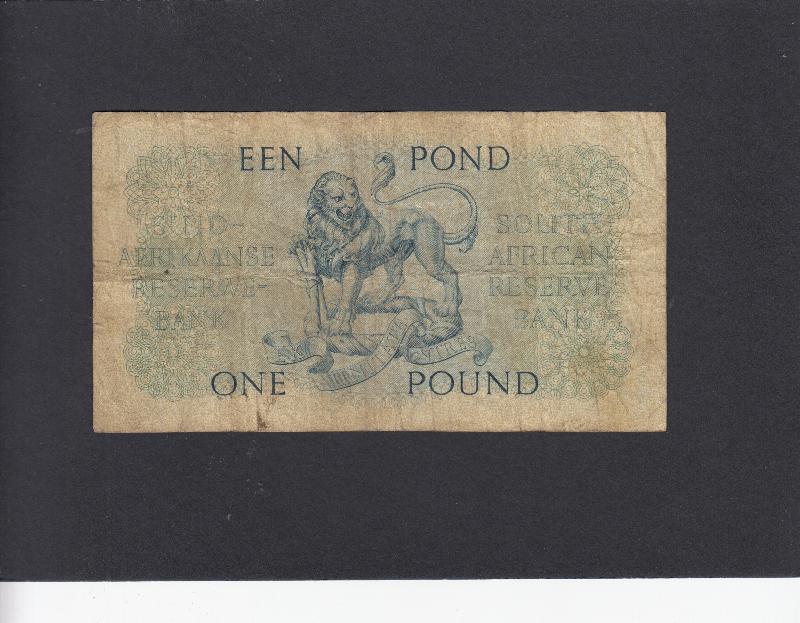 EEN POND
SUID-
AFRIKAANSE
RESERWE-
BANK
SOUTH
AFRICAN
RESERVE
BANK
ONE POUND